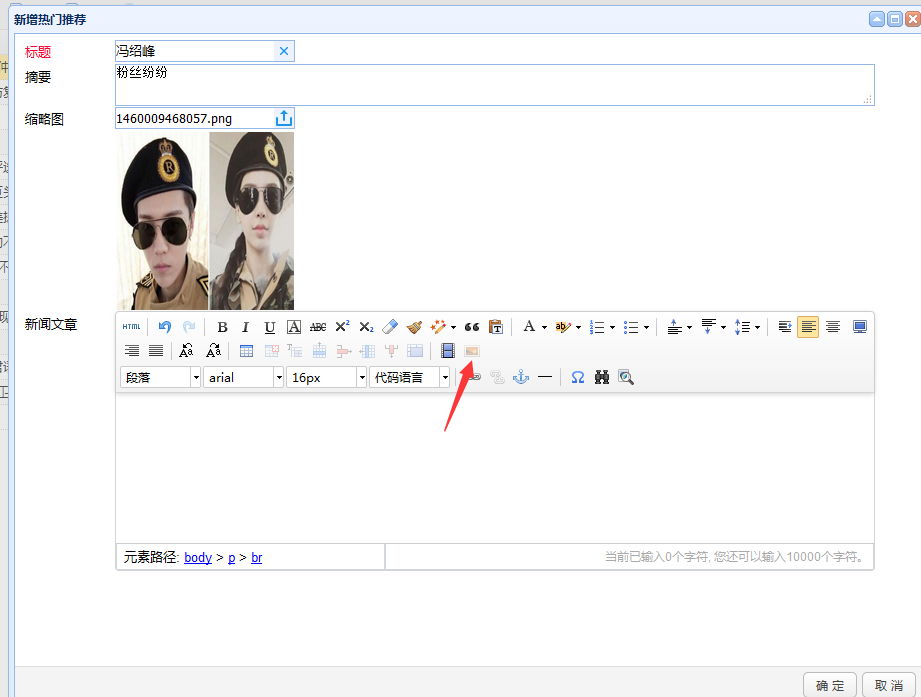 新增热门推荐
标题 冯绍峰
摘要 粉丝纷纷
缩略图 1460009468057.png
新闻文章
HTML B I U A ABC X² X₂ A ab
段落 arial 16px 代码语言
元素路径: body > p > br 当前已输入0个字符, 您还可以输入10000个字符。
确 定 取 消